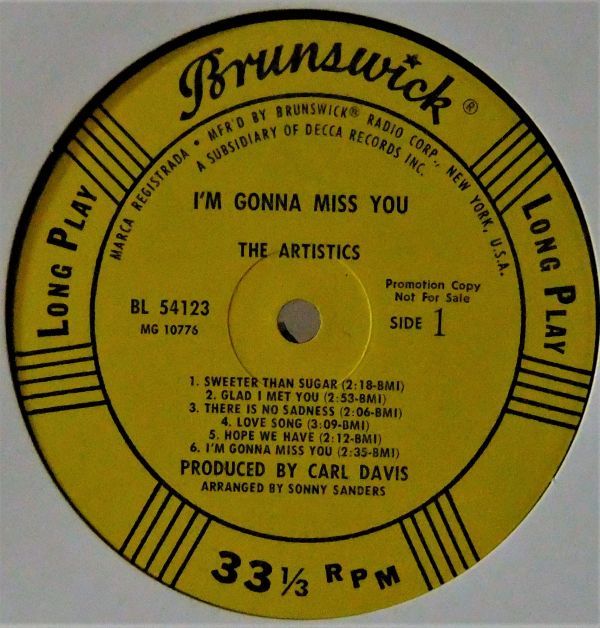 Brunswick®
MARCA REGISTRADA • MFR'D BY BRUNSWICK® RADIO CORP., NEW YORK, U.S.A.
A SUBSIDIARY OF DECCA RECORDS INC.
LONG PLAY
LONG PLAY
I'M GONNA MISS YOU
THE ARTISTICS
BL 54123
MG 10776
Promotion Copy
Not For Sale
SIDE 1
1. SWEETER THAN SUGAR (2:18-BMI)
2. GLAD I MET YOU (2:53-BMI)
3. THERE IS NO SADNESS (2:06-BMI)
4. LOVE SONG (3:09-BMI)
5. HOPE WE HAVE (2:12-BMI)
6. I'M GONNA MISS YOU (2:35-BMI)
PRODUCED BY CARL DAVIS
ARRANGED BY SONNY SANDERS
33 1/3 RPM